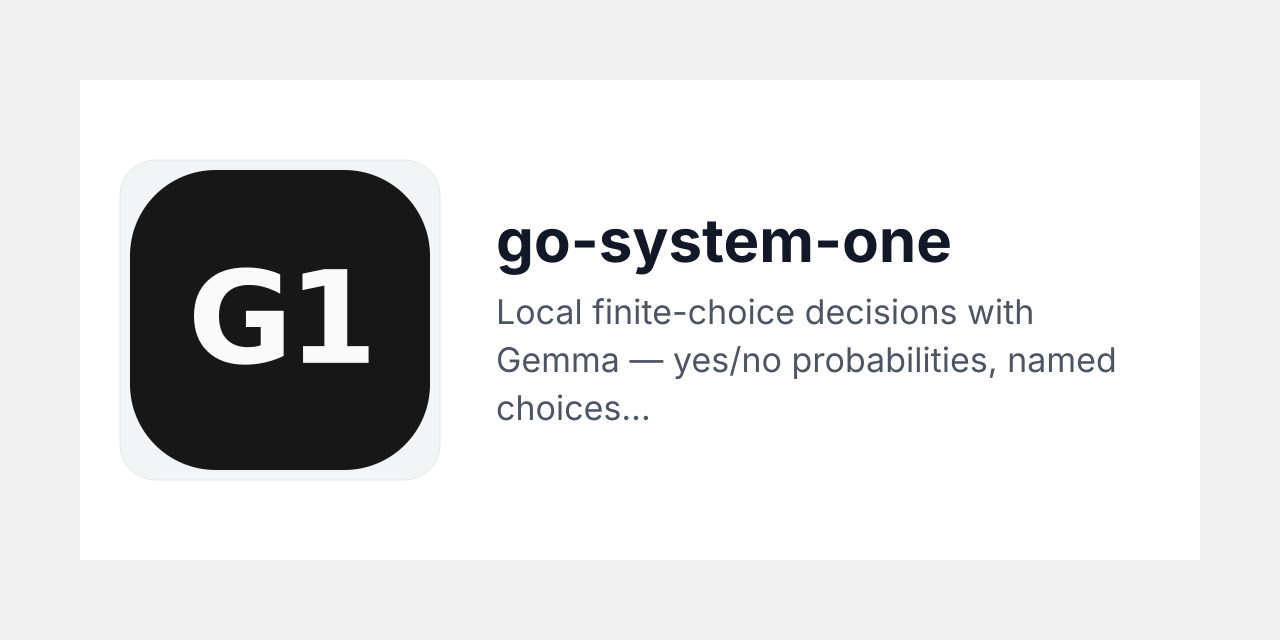 G1
go-system-one
Local finite-choice decisions with
Gemma — yes/no probabilities, named
choices...